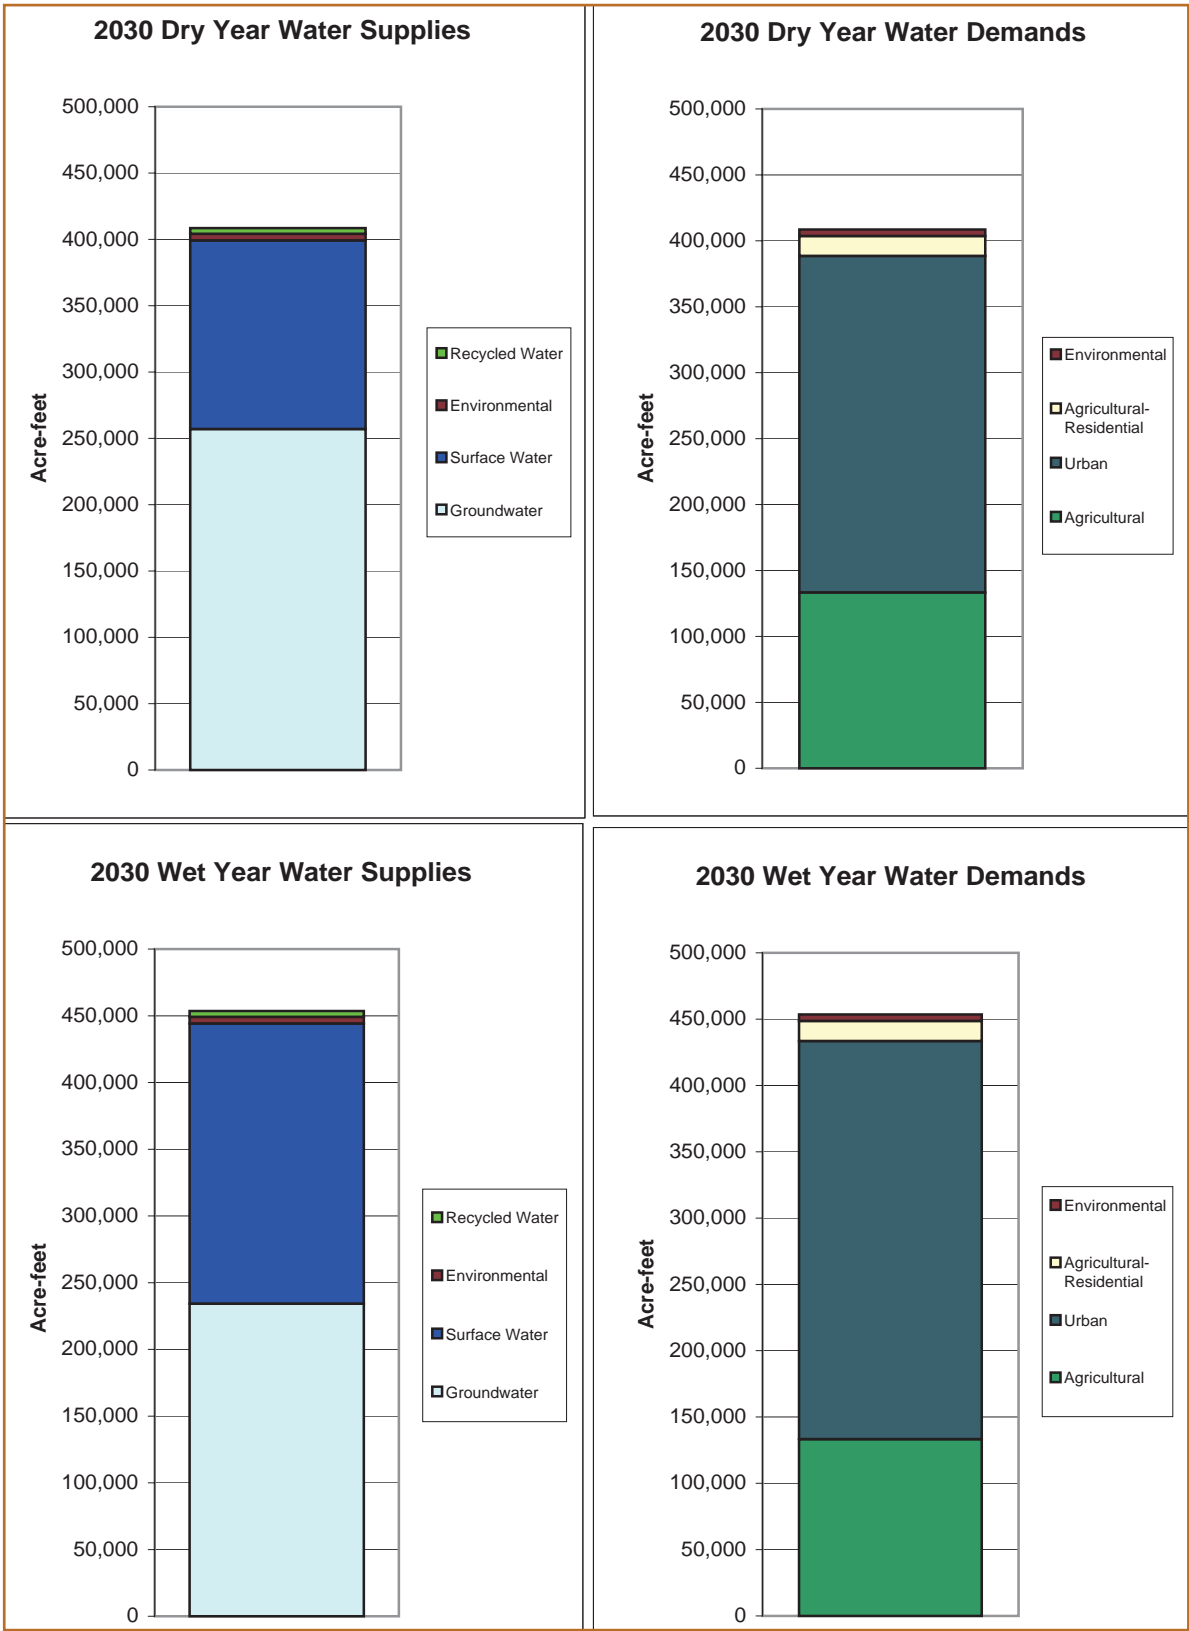 2030 Dry Year Water Supplies
500,000
450,000
400,000
350,000
300,000
250,000
200,000
150,000
100,000
50,000
0
Acre-feet
Recycled Water
Environmental
Surface Water
Groundwater
2030 Dry Year Water Demands
500,000
450,000
400,000
350,000
300,000
250,000
200,000
150,000
100,000
50,000
0
Acre-feet
Environmental
Agricultural-
Residential
Urban
Agricultural
2030 Wet Year Water Supplies
500,000
450,000
400,000
350,000
300,000
250,000
200,000
150,000
100,000
50,000
0
Acre-feet
Recycled Water
Environmental
Surface Water
Groundwater
2030 Wet Year Water Demands
500,000
450,000
400,000
350,000
300,000
250,000
200,000
150,000
100,000
50,000
0
Acre-feet
Environmental
Agricultural-
Residential
Urban
Agricultural